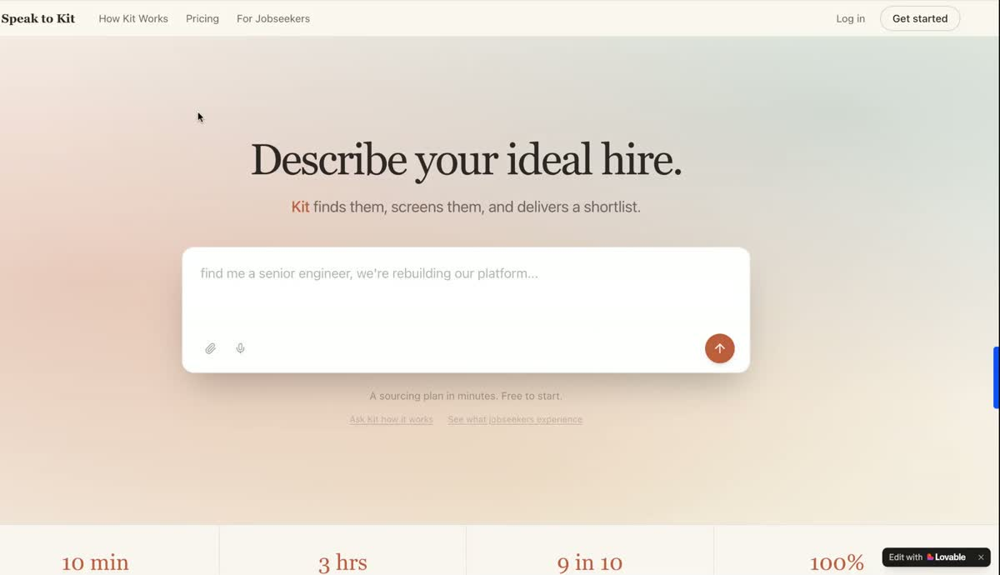 Speak to Kit How Kit Works Pricing For Jobseekers Log in Get started
Describe your ideal hire.
Kit finds them, screens them, and delivers a shortlist.
find me a senior engineer, we're rebuilding our platform...
A sourcing plan in minutes. Free to start.
Ask Kit how it works See what jobseekers experience
10 min 3 hrs 9 in 10 100%
Edit with Lovable ×